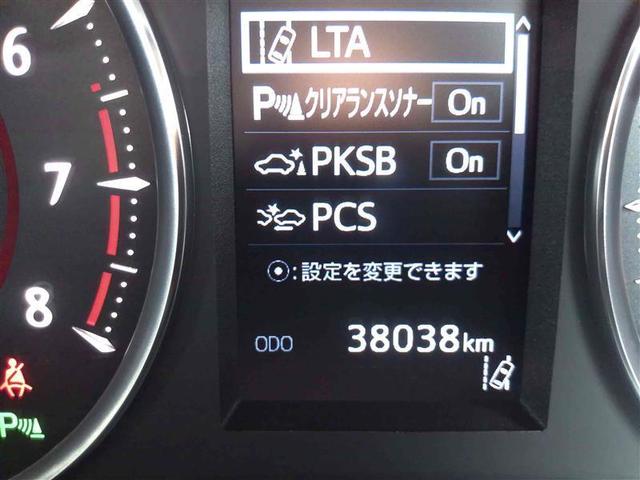 6
7
8
LTA
P クリアランスソナー On
PKSB On
PCS
:設定を変更できます
ODO 38038km
P